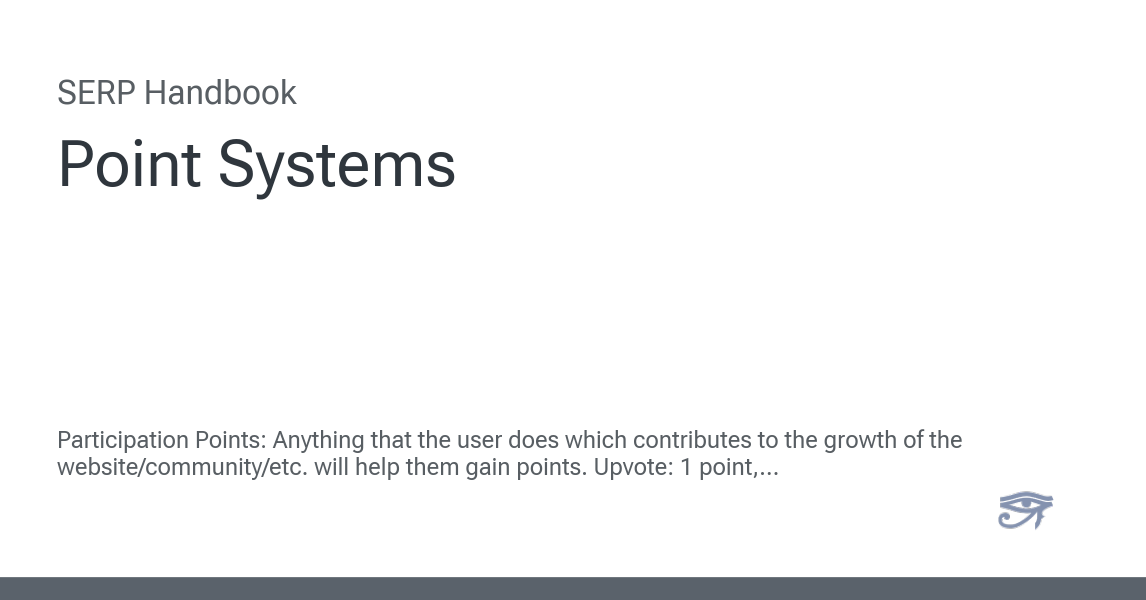 SERP Handbook
Point Systems
Participation Points: Anything that the user does which contributes to the growth of the
website/community/etc. will help them gain points. Upvote: 1 point,...